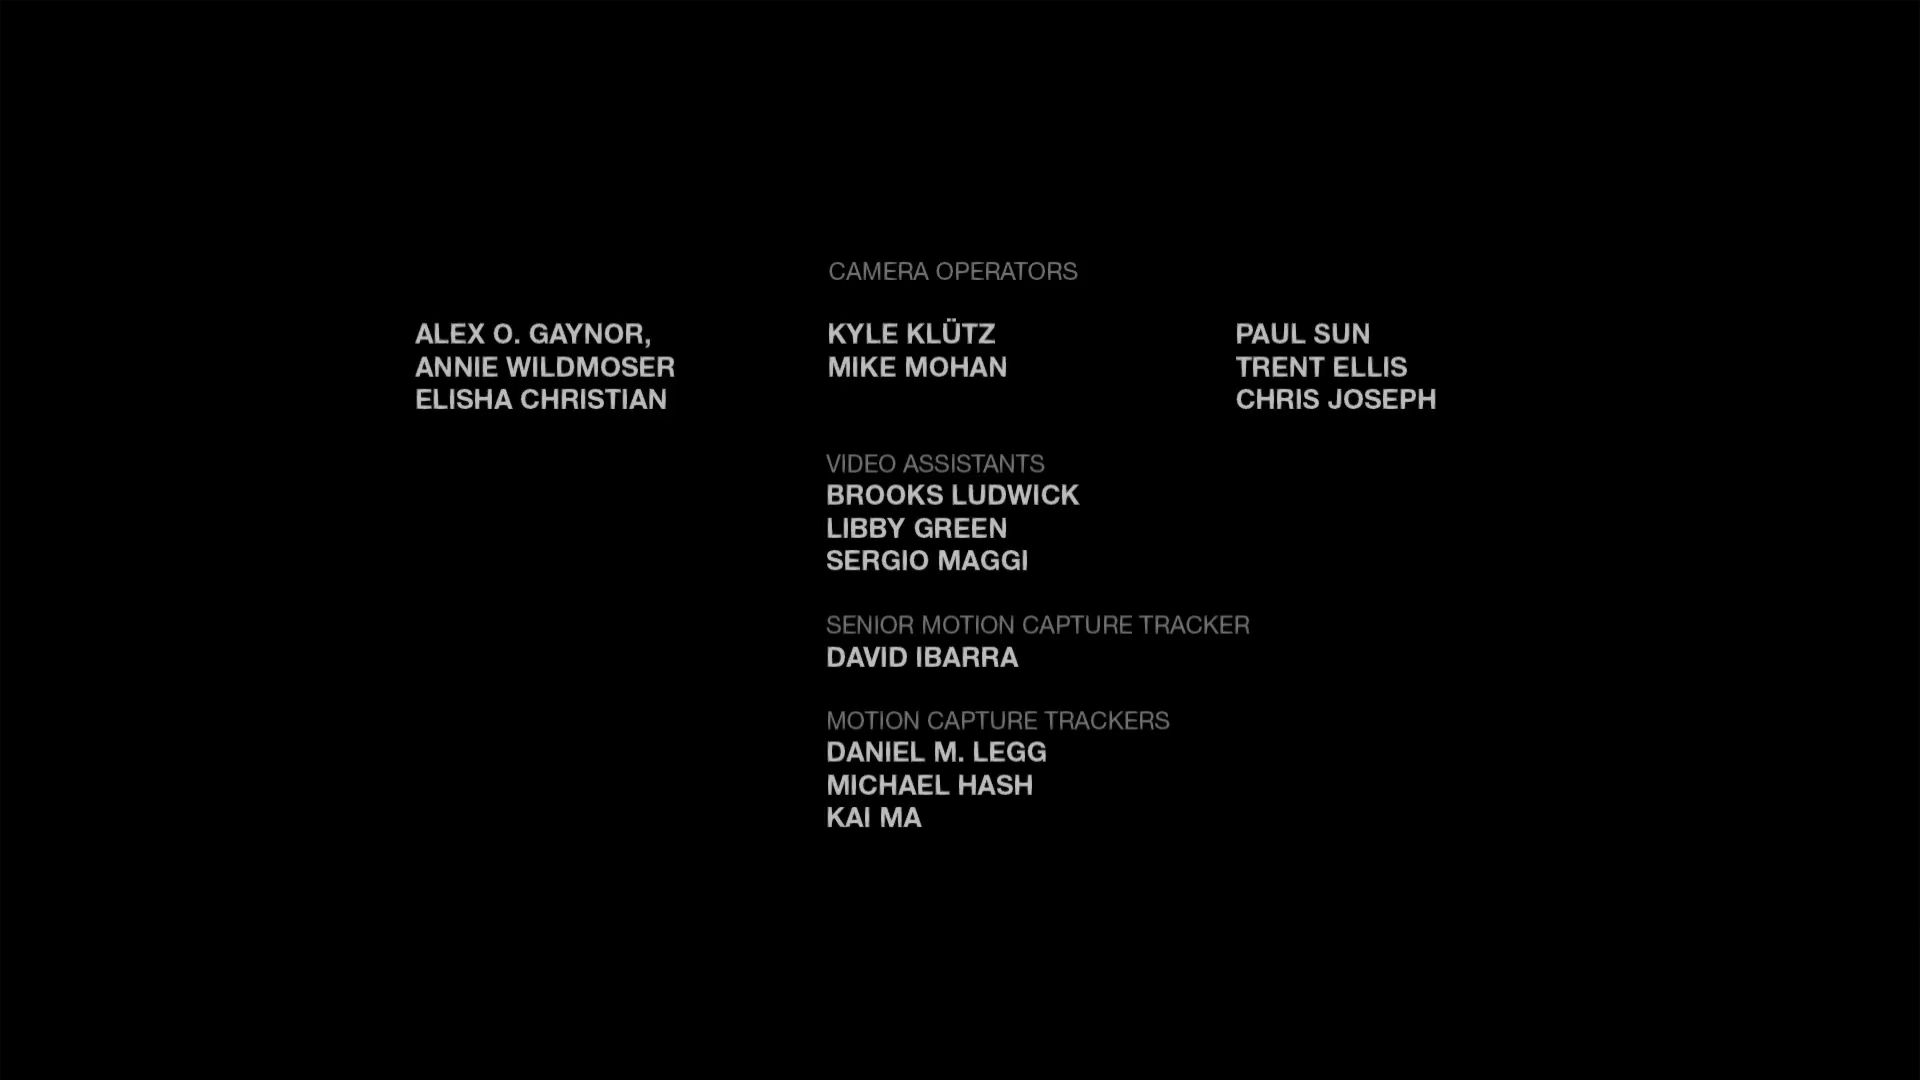 CAMERA OPERATORS
ALEX O. GAYNOR,
ANNIE WILDMOSER
ELISHA CHRISTIAN
KYLE KLÜTZ
MIKE MOHAN
PAUL SUN
TRENT ELLIS
CHRIS JOSEPH
VIDEO ASSISTANTS
BROOKS LUDWICK
LIBBY GREEN
SERGIO MAGGI
SENIOR MOTION CAPTURE TRACKER
DAVID IBARRA
MOTION CAPTURE TRACKERS
DANIEL M. LEGG
MICHAEL HASH
KAI MA